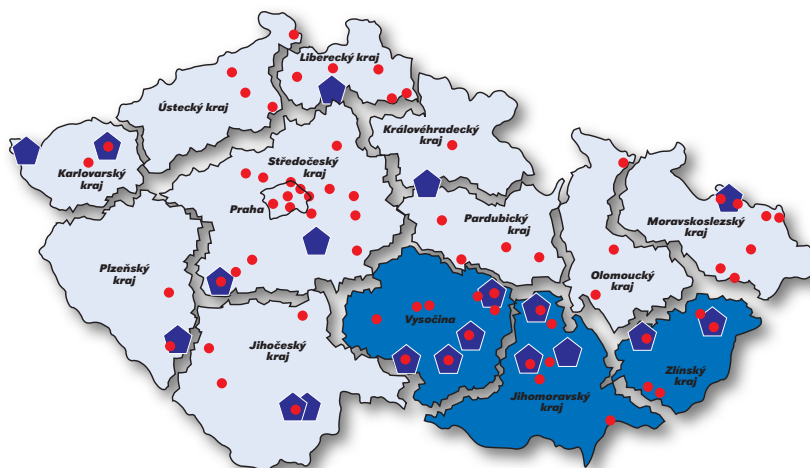 Liberecký kraj
Ústecký kraj
Královéhradecký
kraj
Karlovarský
kraj
Středočeský
kraj
Praha
Pardubický
kraj
Moravskoslezský
kraj
Plzeňský
kraj
Olomoucký
kraj
Vysočina
Jihočeský
kraj
Zlínský
kraj
Jihomoravský
kraj